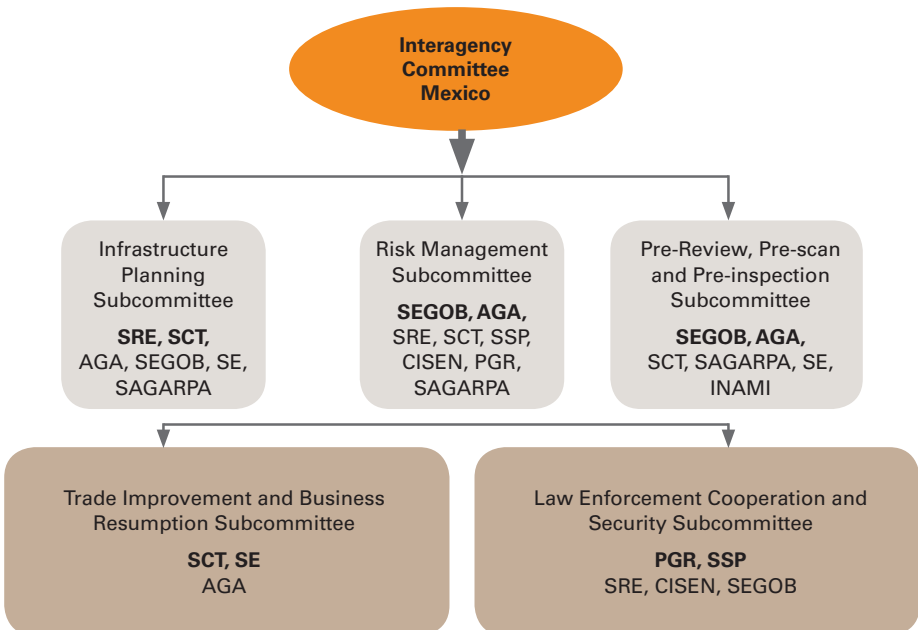 Interagency
Committee
Mexico
Infrastructure
Planning
Subcommittee
SRE, SCT,
AGA, SEGOB, SE,
SAGARPA
Risk Management
Subcommittee
SEGOB, AGA,
SRE, SCT, SSP,
CISEN, PGR,
SAGARPA
Pre-Review, Pre-scan
and Pre-inspection
Subcommittee
SEGOB, AGA,
SCT, SAGARPA, SE,
INAMI
Trade Improvement and Business
Resumption Subcommittee
SCT, SE
AGA
Law Enforcement Cooperation and
Security Subcommittee
PGR, SSP
SRE, CISEN, SEGOB